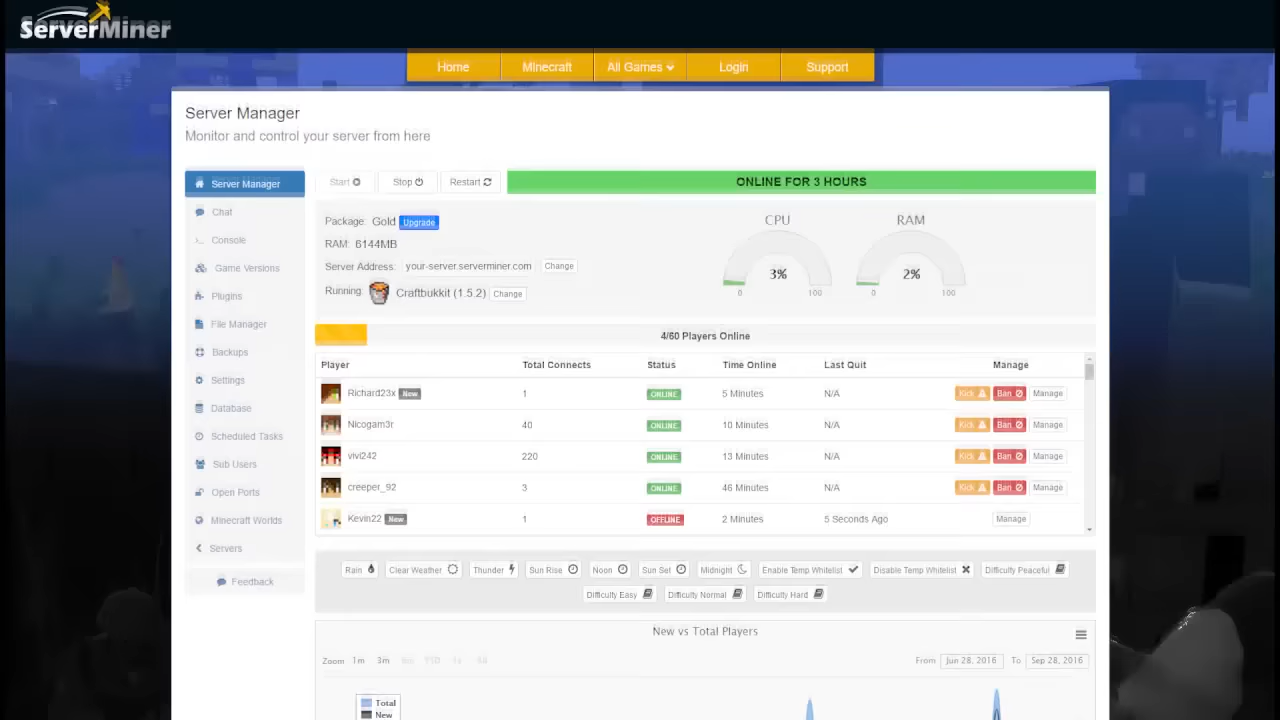 ServerMiner
Home Minecraft All Games Login Support
Server Manager
Monitor and control your server from here
Server Manager
Chat
Console
Game Versions
Plugins
File Manager
Backups
Settings
Database
Scheduled Tasks
Sub Users
Open Ports
Minecraft Worlds
Servers
Feedback
Start Stop Restart ONLINE FOR 3 HOURS
Package: Gold Upgrade
RAM: 6144MB
Server Address: your-server.serverminer.com Change
Running: Craftbukkit (1.5.2) Change
CPU RAM
3% 2%
0 100 0 100
4/60 Players Online
Player Total Connects Status Time Online Last Quit Manage
Richard23x New 1 ONLINE 5 Minutes N/A Kick Ban Manage
Nicogam3r 40 ONLINE 10 Minutes N/A Kick Ban Manage
vivi242 220 ONLINE 13 Minutes N/A Kick Ban Manage
creeper_92 3 ONLINE 46 Minutes N/A Kick Ban Manage
Kevin22 New 1 OFFLINE 2 Minutes 5 Seconds Ago Manage
Rain Clear Weather Thunder Sun Rise Noon Sun Set Midnight Enable Temp Whitelist Disable Temp Whitelist Difficulty Peaceful
Difficulty Easy Difficulty Normal Difficulty Hard
New vs Total Players
Zoom 1m 3m YTD From Jun 28, 2016 To Sep 28, 2016
Total
New